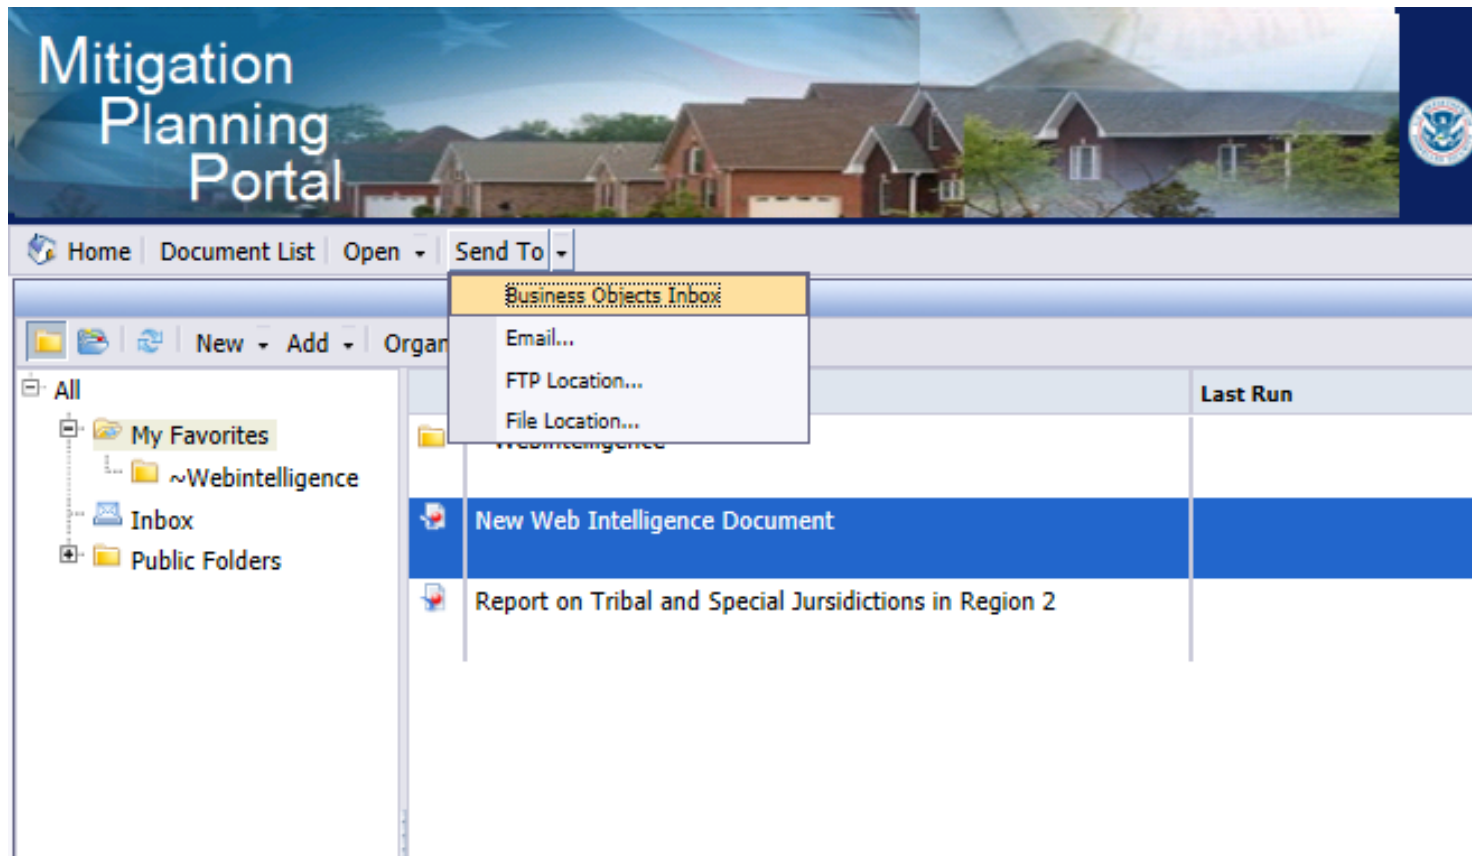 Mitigation
Planning
Portal
Home Document List Open Send To
Business Objects Inbox
Email...
FTP Location...
File Location...
New Add Organ
Last Run
All
My Favorites
~Webintelligence
Inbox
Public Folders
~Webintelligence
New Web Intelligence Document
Report on Tribal and Special Jursidictions in Region 2